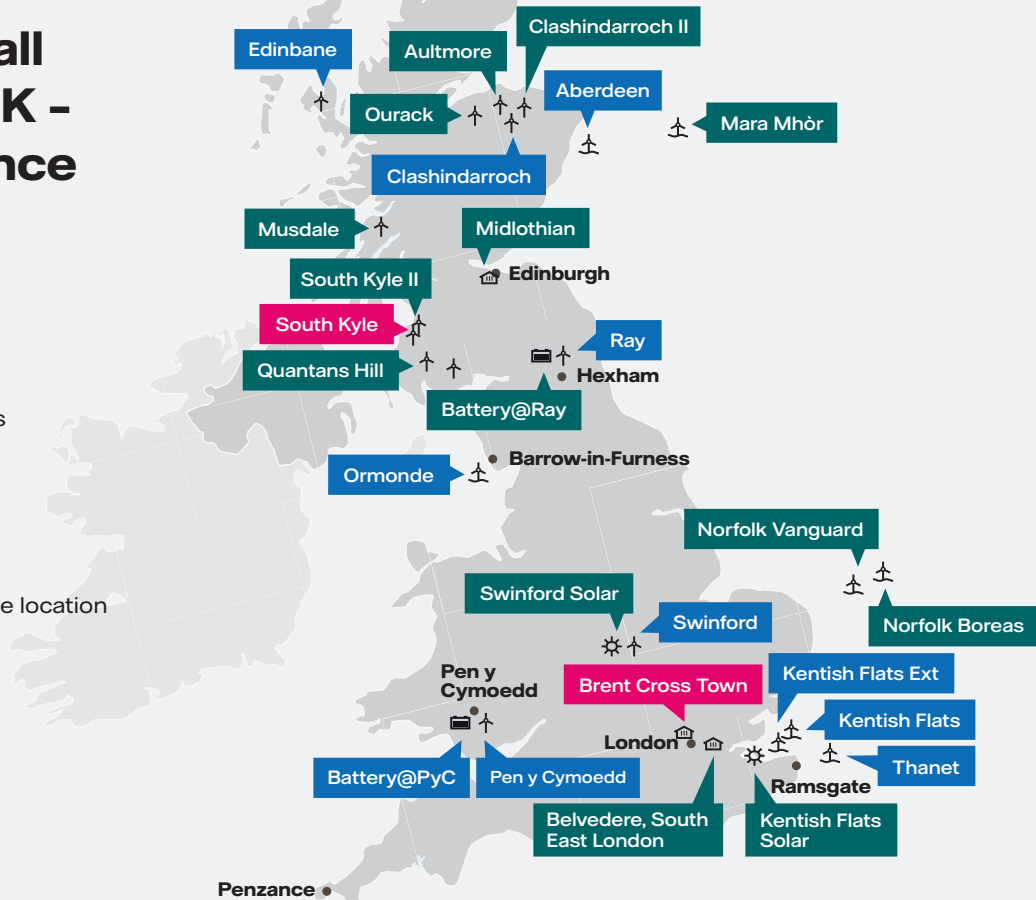 all
K –
nce
s
e location
Clashindarroch II
Edinbane
Aultmore
Aberdeen
Ourack
Mara Mhòr
Clashindarroch
Musdale
Midlothian
Edinburgh
South Kyle II
South Kyle
Ray
Quantans Hill
Hexham
Battery@Ray
Barrow-in-Furness
Ormonde
Norfolk Vanguard
Swinford Solar
Swinford
Norfolk Boreas
Pen y
Cymoedd
Brent Cross Town
Kentish Flats Ext
Kentish Flats
London
Thanet
Battery@PyC
Pen y Cymoedd
Ramsgate
Belvedere, South
East London
Kentish Flats
Solar
Penzance